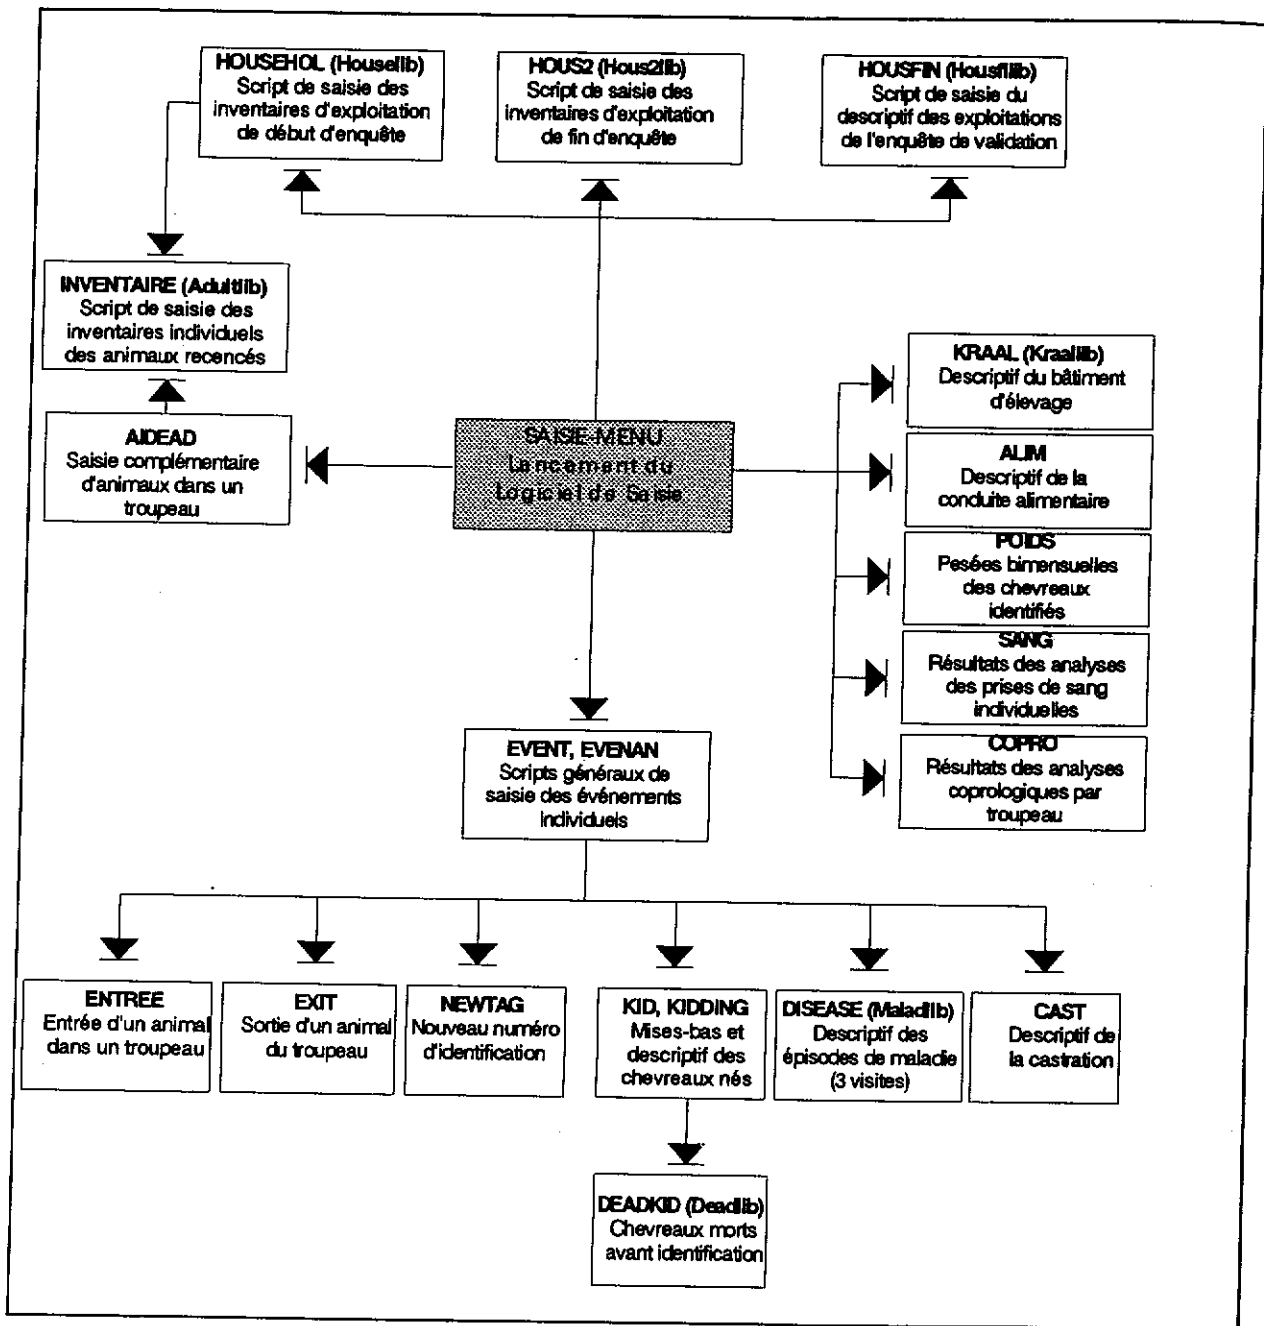 HOUSEHOL (Houselib)
Script de saisie des
inventaires d'exploitation
de début d'enquête
HOUS2 (Hous2lib)
Script de saisie des
inventaires d'exploitation
de fin d'enquête
HOUSFIN (Housfilib)
Script de saisie du
descriptif des exploitations
de l'enquête de validation
INVENTAIRE (Adultlib)
Script de saisie des
inventaires individuels
des animaux recencés
AIDEAD
Saisie complémentaire
d'animaux dans un
troupeau
SAISIE-MENU
Lancement du
Logiciel de Saisie
KRAAL (Kraallib)
Descriptif du bâtiment
d'élevage
ALIM
Descriptif de la
conduite alimentaire
POIDS
Pesées bimensuelles
des chevreaux
identifiés
SANG
Résultats des analyses
des prises de sang
individuelles
COPRO
Résultats des analyses
coprologiques par
troupeau
EVENT, EVENAN
Scripts généraux de
saisie des événements
individuels
ENTREE
Entrée d'un animal
dans un troupeau
EXIT
Sortie d'un animal
du troupeau
NEWTAG
Nouveau numéro
d'identification
KID, KIDDING
Mises-bas et
descriptif des
chevreaux nés
DISEASE (Maladlib)
Descriptif des
épisodes de maladie
(3 visites)
CAST
Descriptif de
la castration
DEADKID (Deadlib)
Chevreaux morts
avant identification